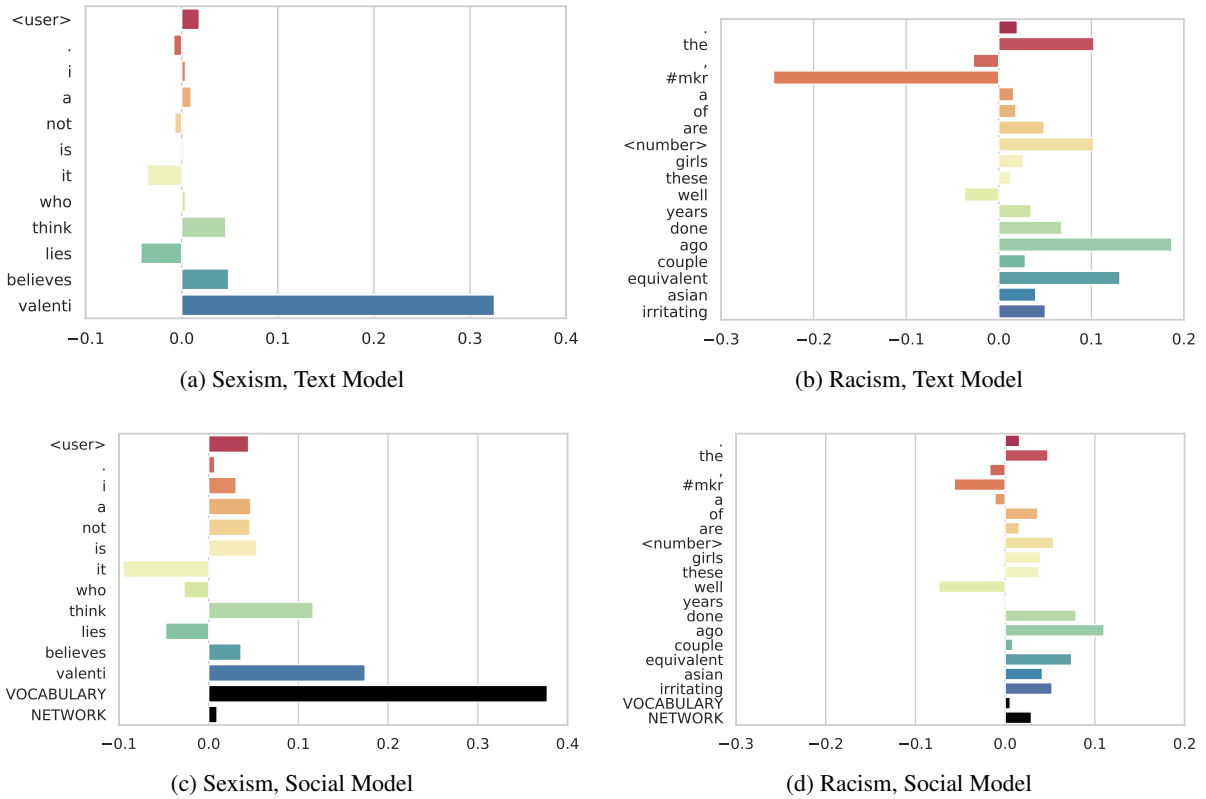 <user>
.
i
a
not
is
it
who
think
lies
believes
valenti
−0.1 0.0 0.1 0.2 0.3 0.4
(a) Sexism, Text Model
.
the
,
#mkr
a
of
are
<number>
girls
these
well
years
done
ago
couple
equivalent
asian
irritating
−0.3 −0.2 −0.1 0.0 0.1 0.2
(b) Racism, Text Model
<user>
.
i
a
not
is
it
who
think
lies
believes
valenti
VOCABULARY
NETWORK
−0.1 0.0 0.1 0.2 0.3 0.4
(c) Sexism, Social Model
.
the
,
#mkr
a
of
are
<number>
girls
these
well
years
done
ago
couple
equivalent
asian
irritating
VOCABULARY
NETWORK
−0.3 −0.2 −0.1 0.0 0.1 0.2
(d) Racism, Social Model